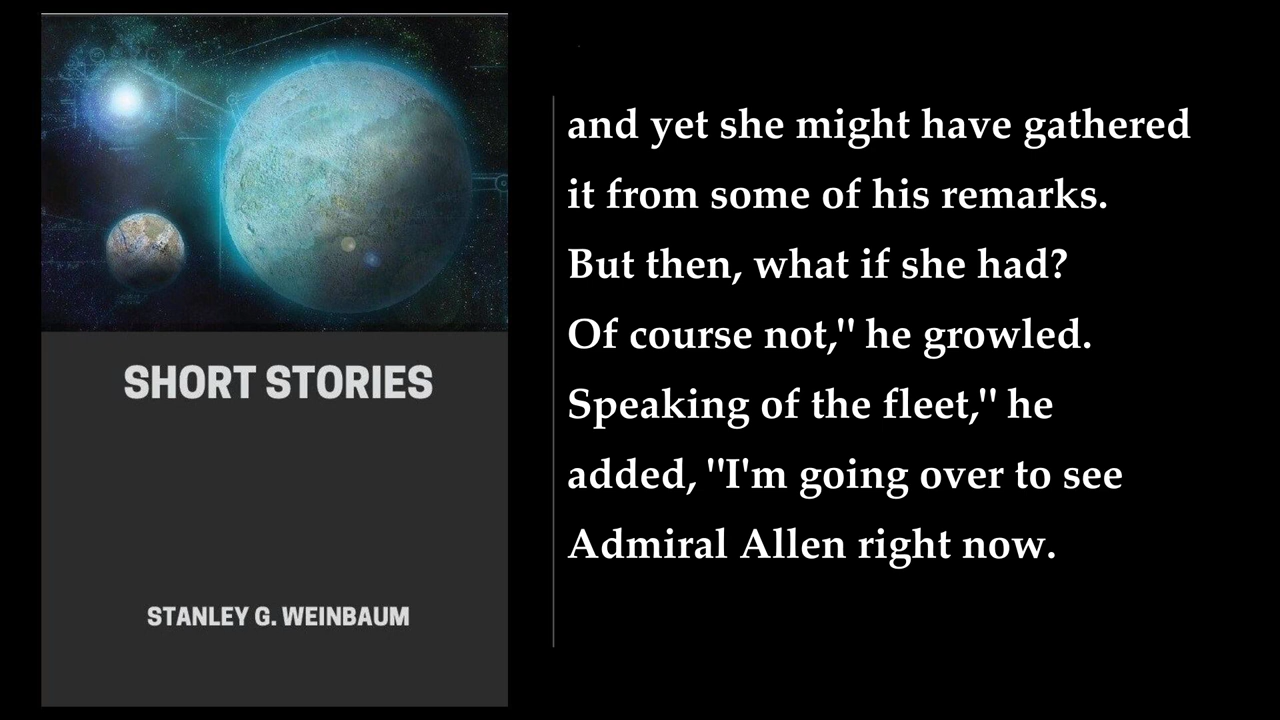 SHORT STORIES
STANLEY G. WEINBAUM
and yet she might have gathered
it from some of his remarks.
But then, what if she had?
Of course not," he growled.
Speaking of the fleet," he
added, "I'm going over to see
Admiral Allen right now.